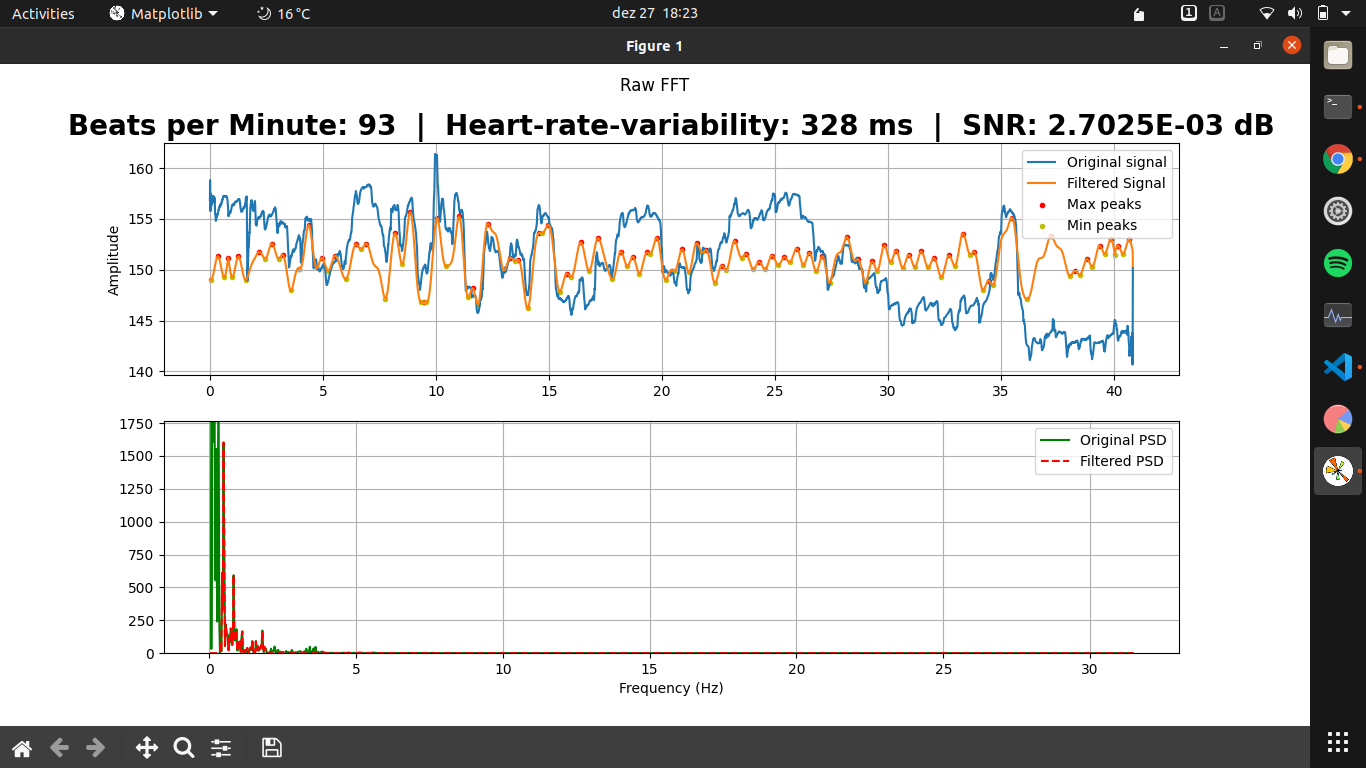 Activities Matplotlib 16 °C dez 27 18:23 1 A
Figure 1
Raw FFT
Beats per Minute: 93 | Heart-rate-variability: 328 ms | SNR: 2.7025E-03 dB
Amplitude
160
155
150
145
140
0 5 10 15 20 25 30 35 40
Original signal
Filtered Signal
Max peaks
Min peaks
1750
1500
1250
1000
750
500
250
0
0 5 10 15 20 25 30
Frequency (Hz)
Original PSD
Filtered PSD